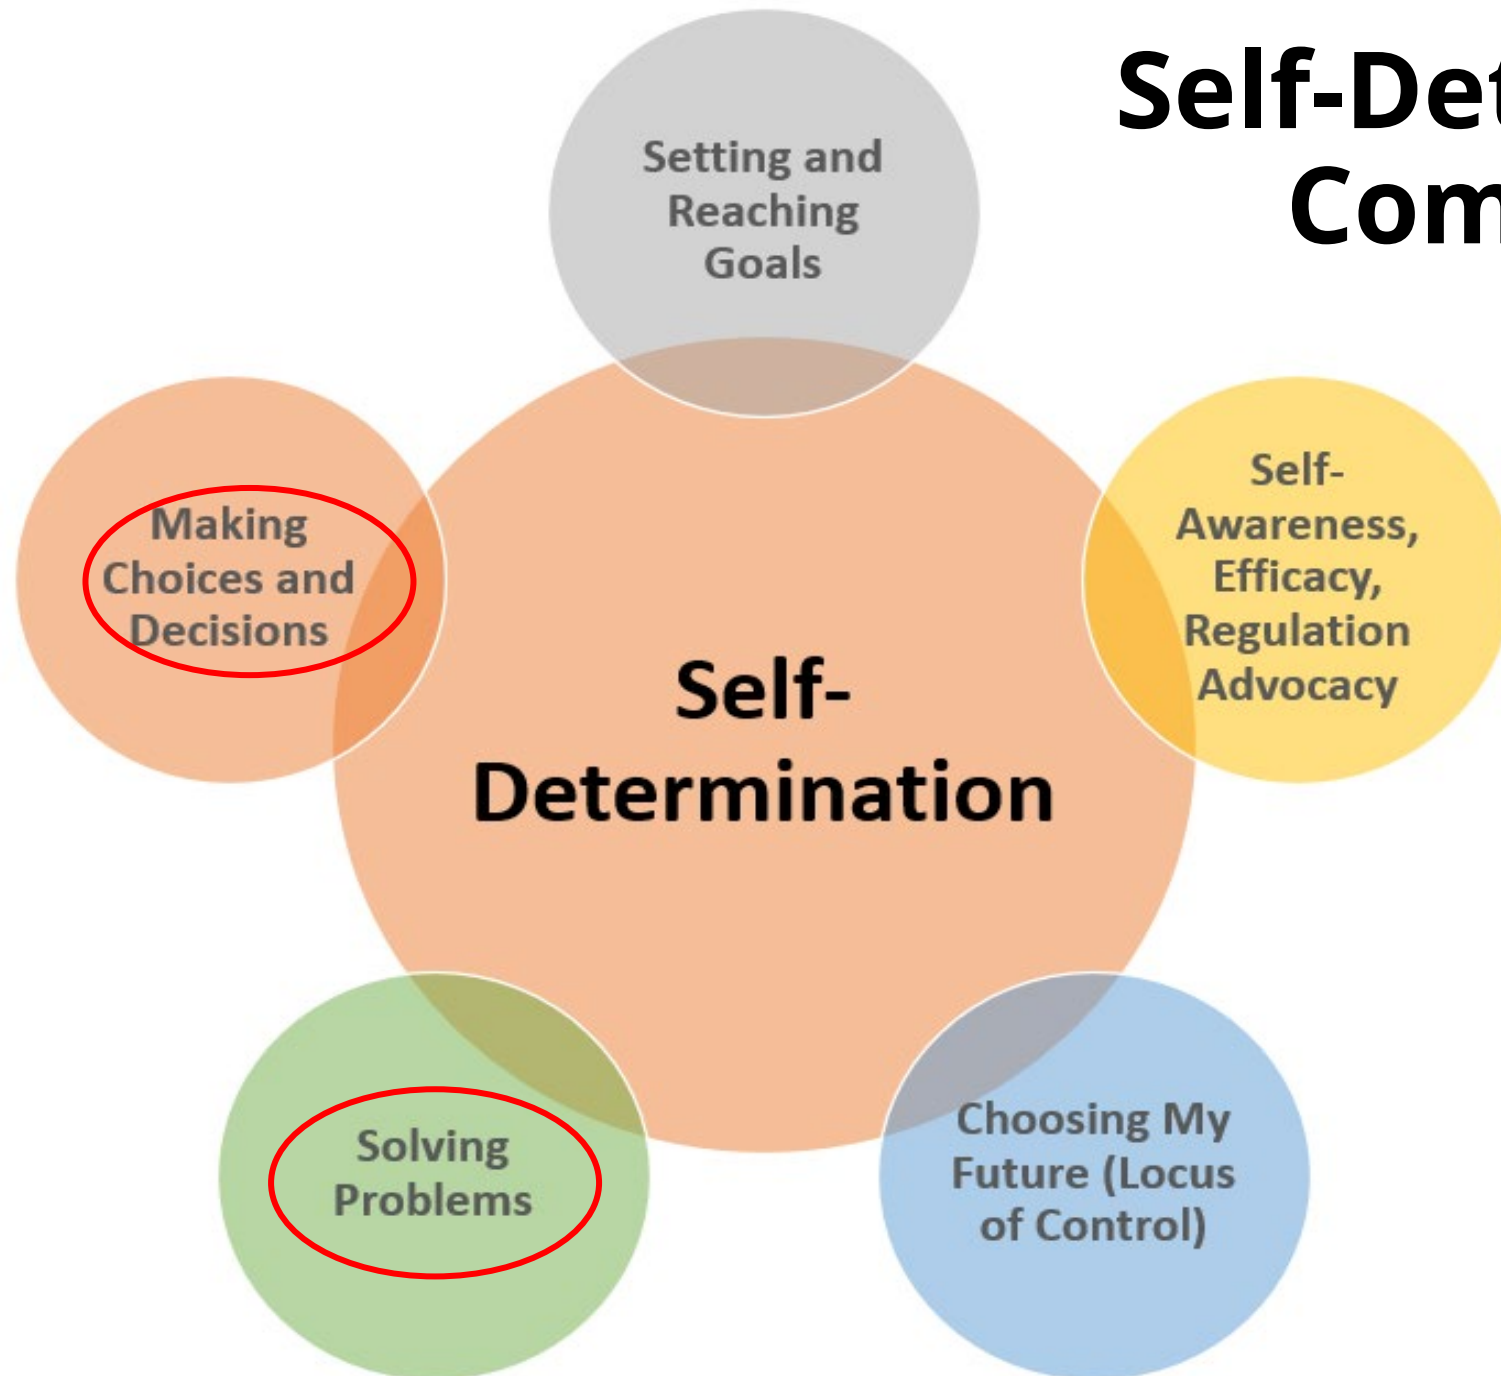 Self-Det
Com
Setting and
Reaching
Goals
Self-
Awareness,
Efficacy,
Regulation
Advocacy
Making
Choices and
Decisions
Self-
Determination
Solving
Problems
Choosing My
Future (Locus
of Control)